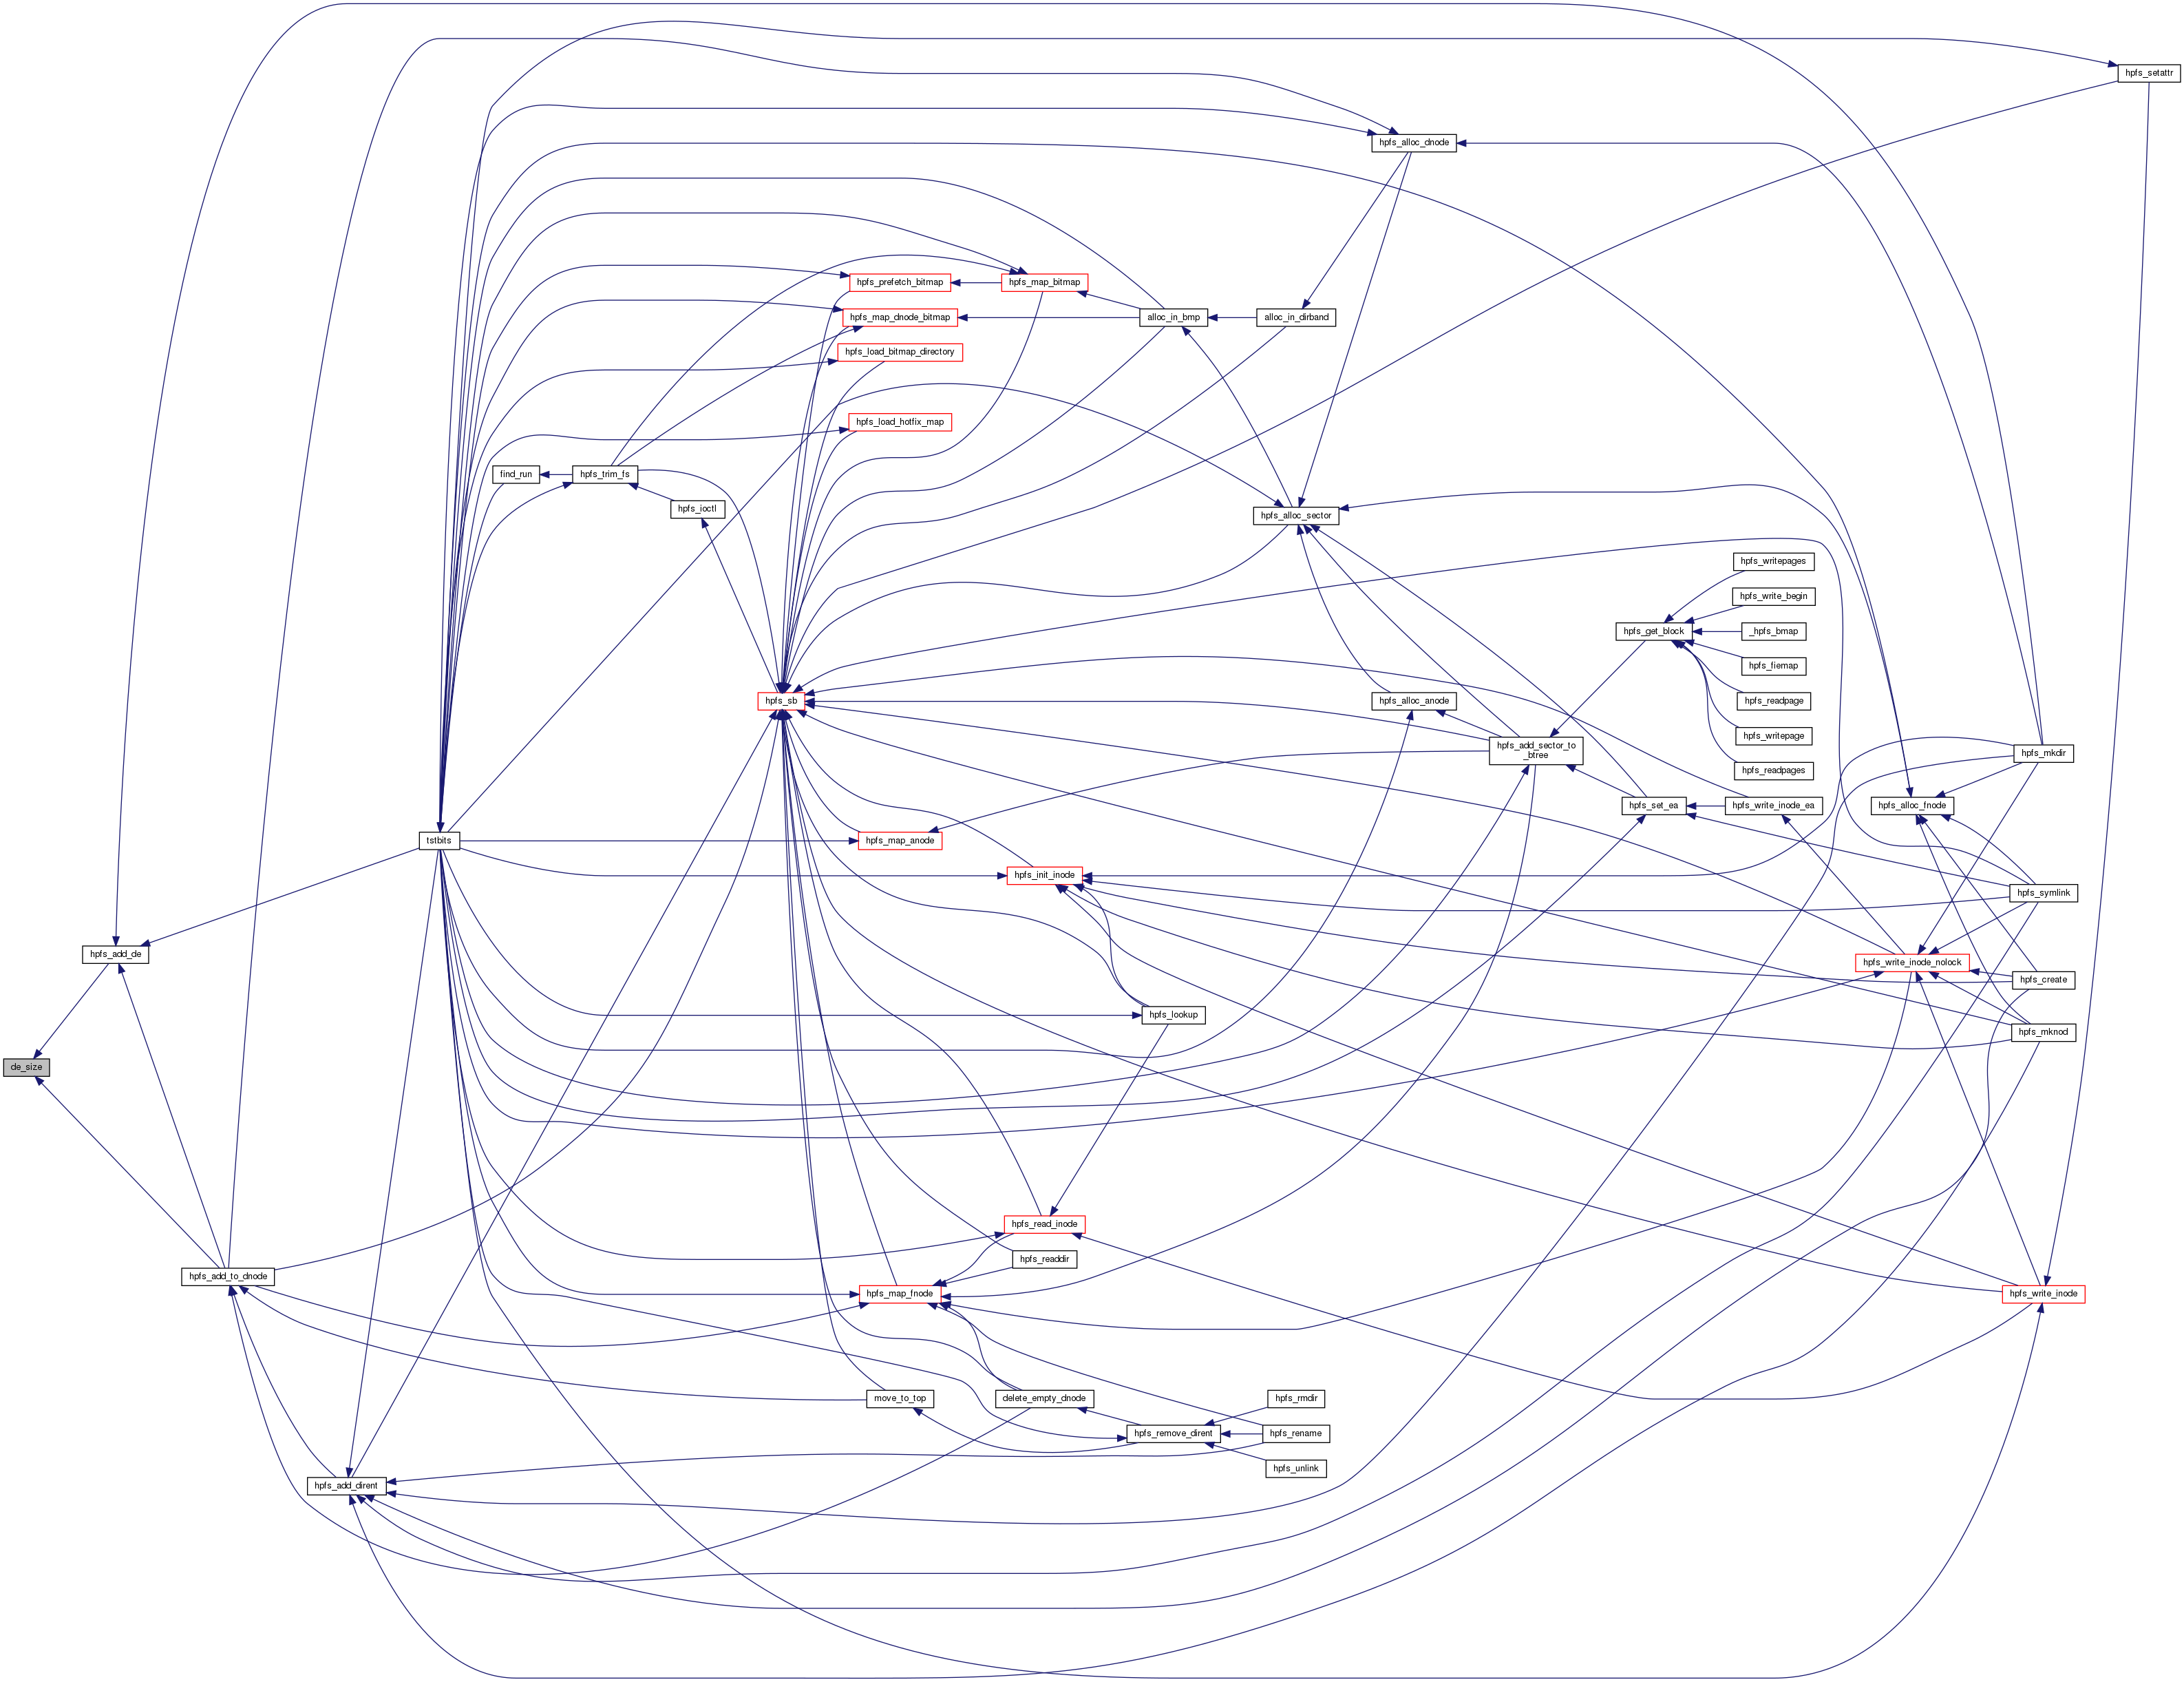 hpfs_setattr
hpfs_alloc_dnode
hpfs_prefetch_bitmap
hpfs_map_bitmap
hpfs_map_dnode_bitmap
alloc_in_bmp
alloc_in_dirband
hpfs_load_bitmap_directory
hpfs_load_hotfix_map
find_run
hpfs_trim_fs
hpfs_ioctl
hpfs_alloc_sector
hpfs_writepages
hpfs_write_begin
hpfs_get_block
_hpfs_bmap
hpfs_fiemap
hpfs_sb
hpfs_alloc_anode
hpfs_readpage
hpfs_writepage
hpfs_add_sector_to
_btree
hpfs_mkdir
hpfs_readpages
hpfs_set_ea
hpfs_write_inode_ea
hpfs_alloc_fnode
tstbits
hpfs_map_anode
hpfs_init_inode
hpfs_symlink
hpfs_add_de
hpfs_write_inode_nolock
hpfs_create
hpfs_lookup
hpfs_mknod
de_size
hpfs_read_inode
hpfs_readdir
hpfs_add_to_dnode
hpfs_map_fnode
hpfs_write_inode
move_to_top
delete_empty_dnode
hpfs_rmdir
hpfs_remove_dirent
hpfs_rename
hpfs_unlink
hpfs_add_dirent